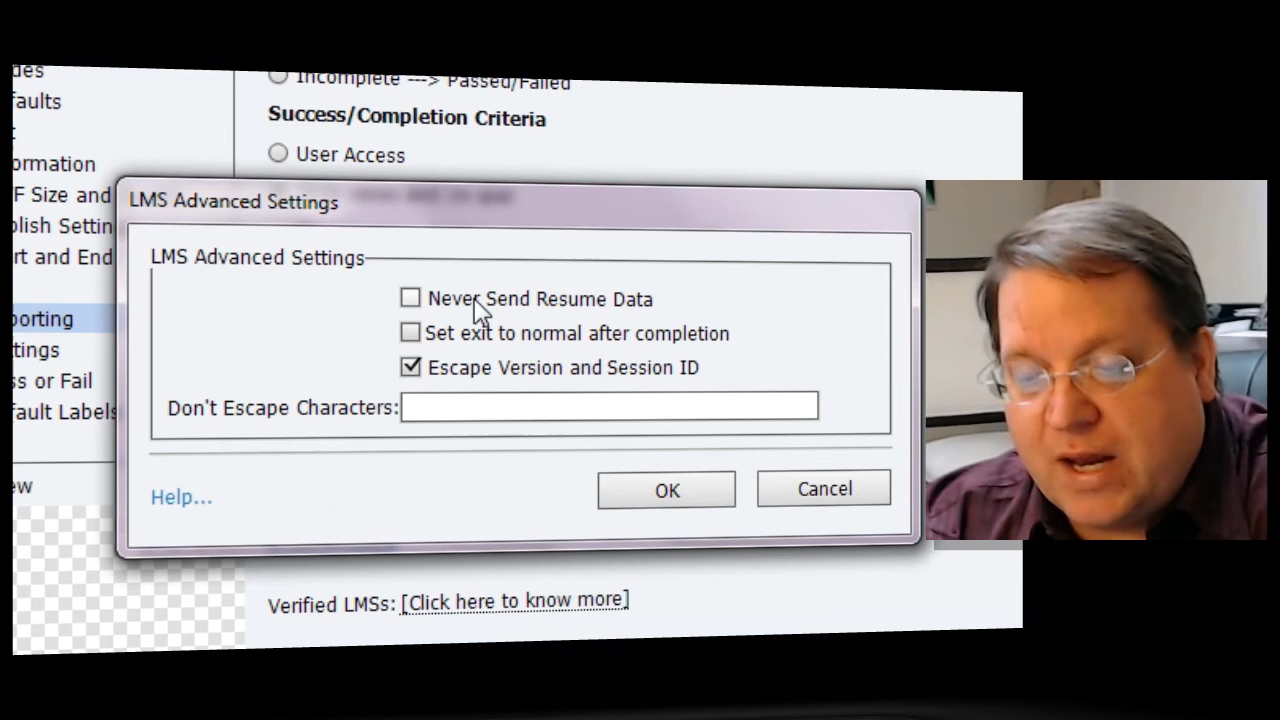 des
Incomplete ---> Passed/Failed
faults
Success/Completion Criteria
t
ormation
User Access
F Size and
LMS Advanced Settings
olish Settin
rt and End
LMS Advanced Settings
Never Send Resume Data
orting
Set exit to normal after completion
tings
Escape Version and Session ID
ss or Fail
Don't Escape Characters:
fault Labels
ew
Help...
OK
Cancel
Verified LMSs: [Click here to know more]